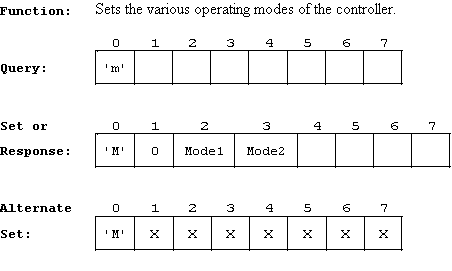 Function: Sets the various operating modes of the controller.
0 1 2 3 4 5 6 7
Query: 'm'
Set or 0 1 2 3 4 5 6 7
Response: 'M' 0 Mode1 Mode2
Alternate 0 1 2 3 4 5 6 7
Set: 'M' X X X X X X X